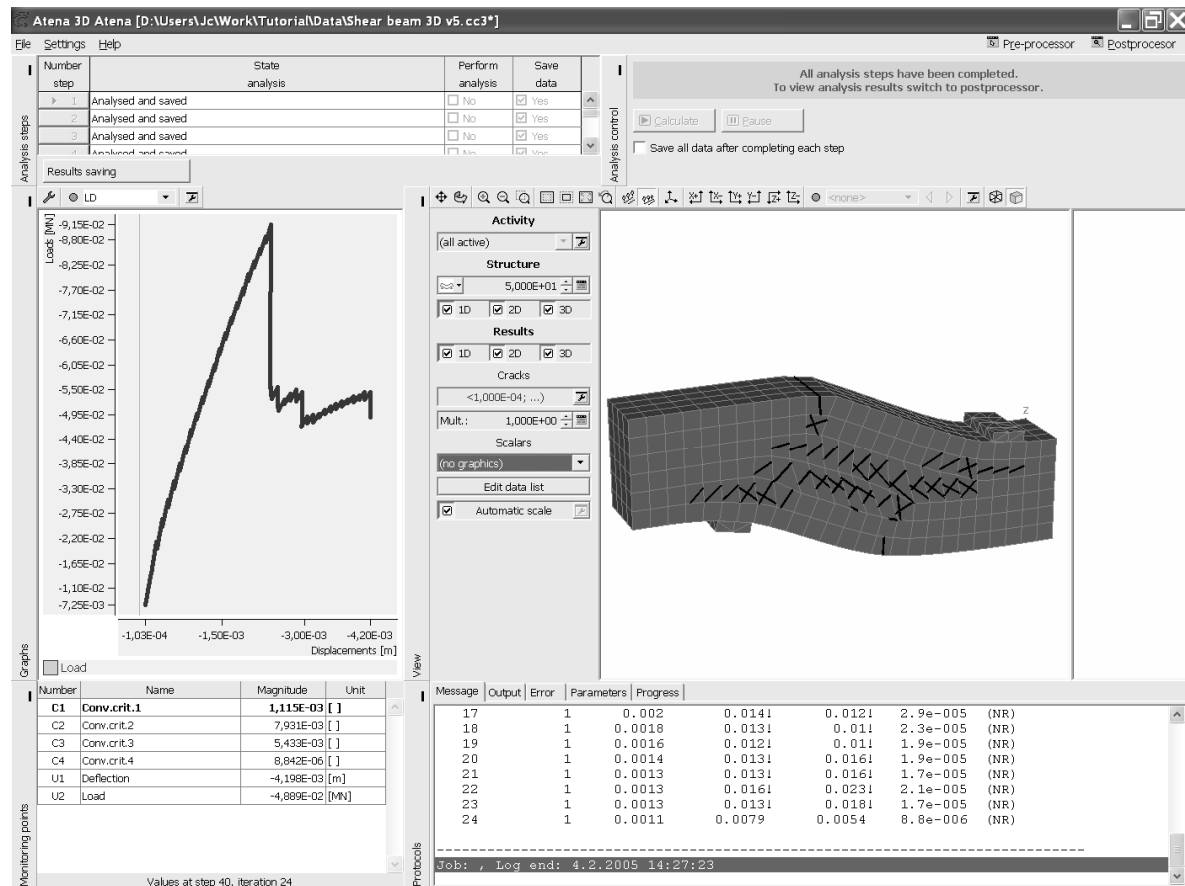 Atena 3D Atena [D:\Users\Jc\Work\Tutorial\Data\Shear beam 3D v5.cc3*]
File Settings Help Pre-processor Postprocesor
Number step State analysis Perform analysis Save data
1 Analysed and saved No Yes
2 Analysed and saved No Yes
3 Analysed and saved No Yes
4 Analysed and saved No Yes
Results saving
Analysis steps
All analysis steps have been completed.
To view analysis results switch to postprocessor.
Calculate Pause
Save all data after completing each step
Analysis control
LD
<none>
Loads [MN]
-9,15E-02
-8,80E-02
-8,25E-02
-7,70E-02
-7,15E-02
-6,60E-02
-6,05E-02
-5,50E-02
-4,95E-02
-4,40E-02
-3,85E-02
-3,30E-02
-2,75E-02
-2,20E-02
-1,65E-02
-1,10E-02
-7,25E-03
-1,03E-04 -1,50E-03 -3,00E-03 -4,20E-03
Displacements [m]
Load
Graphs
Activity
(all active)
Structure
5,000E+01
1D 2D 3D
Results
1D 2D 3D
Cracks
<1,000E-04; ...)
Mult.: 1,000E+00
Scalars
(no graphics)
Edit data list
Automatic scale
View
Z
Number Name Magnitude Unit
C1 Conv.crit.1 1,115E-03 [ ]
C2 Conv.crit.2 7,931E-03 [ ]
C3 Conv.crit.3 5,433E-03 [ ]
C4 Conv.crit.4 8,842E-06 [ ]
U1 Deflection -4,198E-03 [m]
U2 Load -4,889E-02 [MN]
Values at step 40, iteration 24
Monitoring points
Message Output Error Parameters Progress
17 1 0.002 0.014! 0.012! 2.9e-005 (NR)
18 1 0.0018 0.013! 0.01! 2.3e-005 (NR)
19 1 0.0016 0.012! 0.01! 1.9e-005 (NR)
20 1 0.0014 0.013! 0.016! 1.9e-005 (NR)
21 1 0.0013 0.013! 0.016! 1.7e-005 (NR)
22 1 0.0013 0.016! 0.023! 2.1e-005 (NR)
23 1 0.0013 0.013! 0.018! 1.7e-005 (NR)
24 1 0.0011 0.0079 0.0054 8.8e-006 (NR)
Job: , Log end: 4.2.2005 14:27:23
Protocols